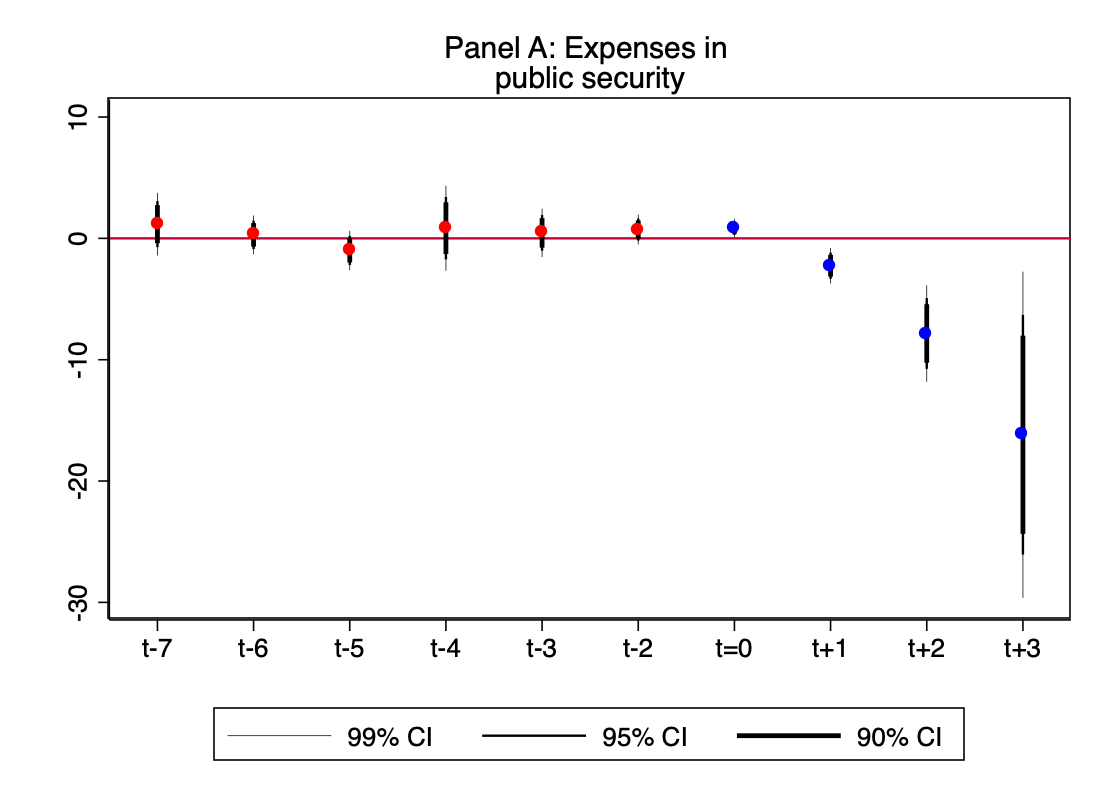 Panel A: Expenses in
public security
10
0
-10
-20
-30
t-7 t-6 t-5 t-4 t-3 t-2 t=0 t+1 t+2 t+3
99% CI 95% CI 90% CI